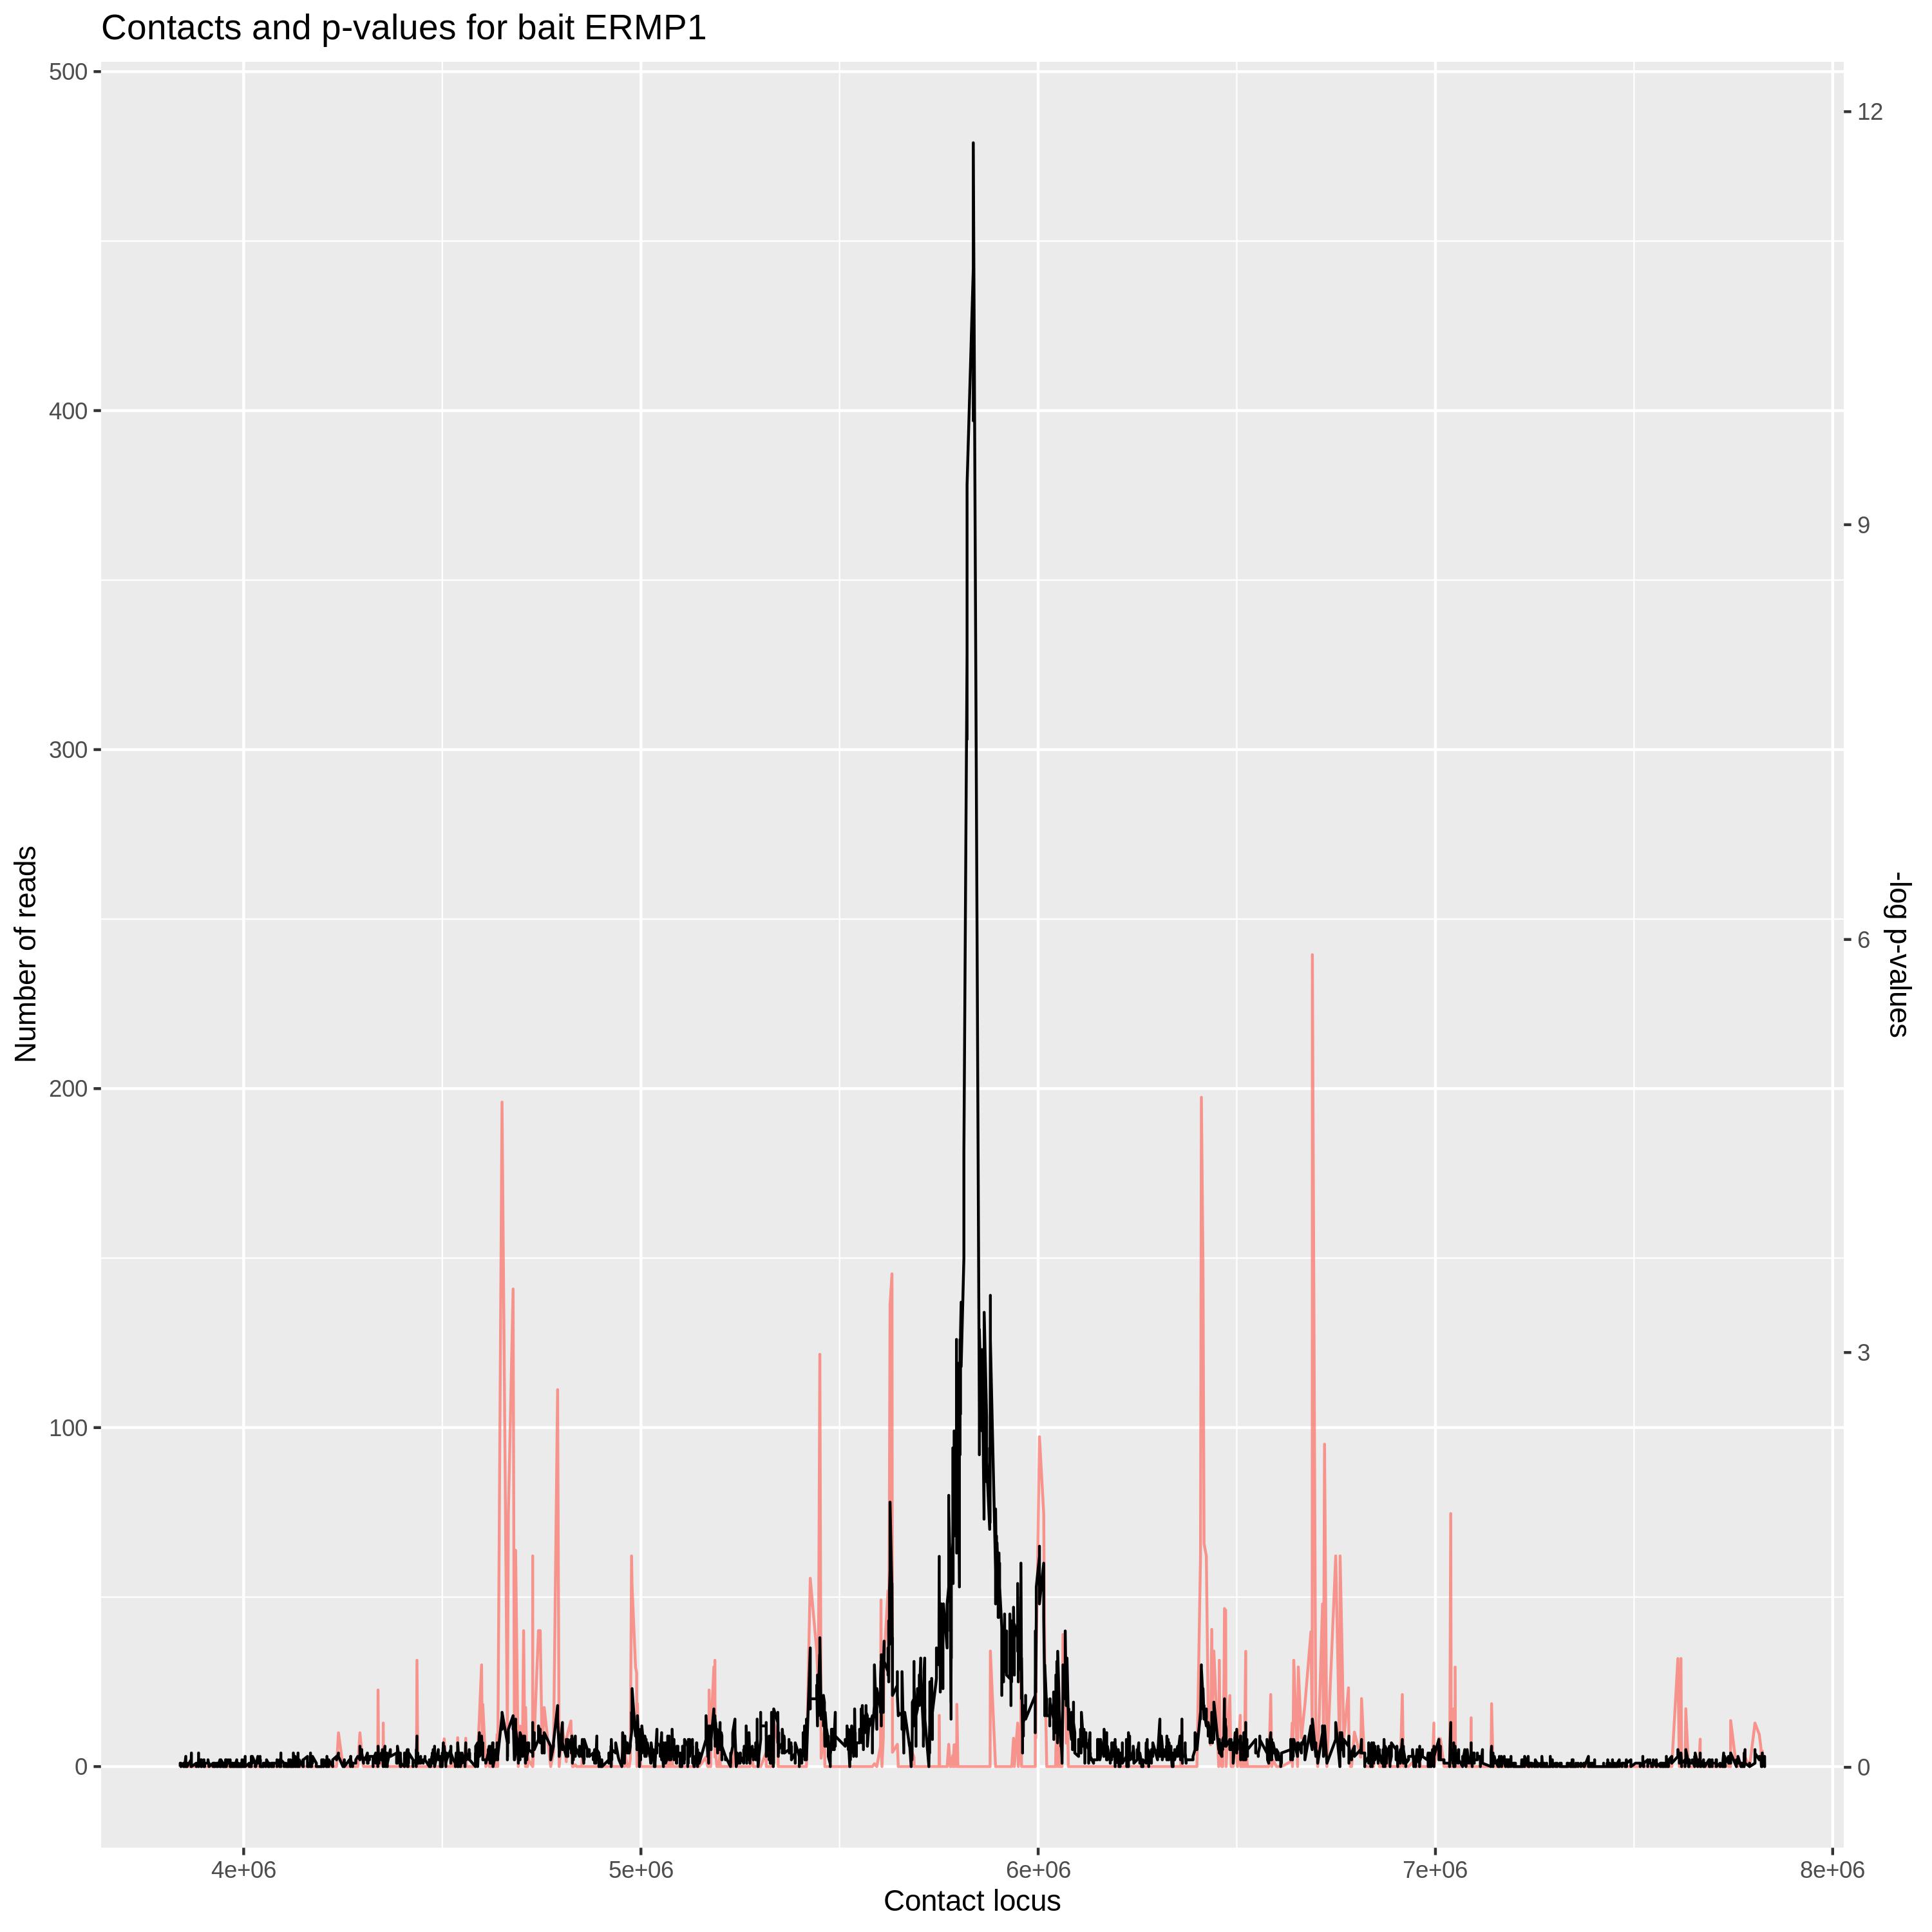 Contacts and p-values for bait ERMP1
500
400
300
200
100
0
Number of reads
12
9
6
3
0
-log p-values
4e+06 5e+06 6e+06 7e+06 8e+06
Contact locus